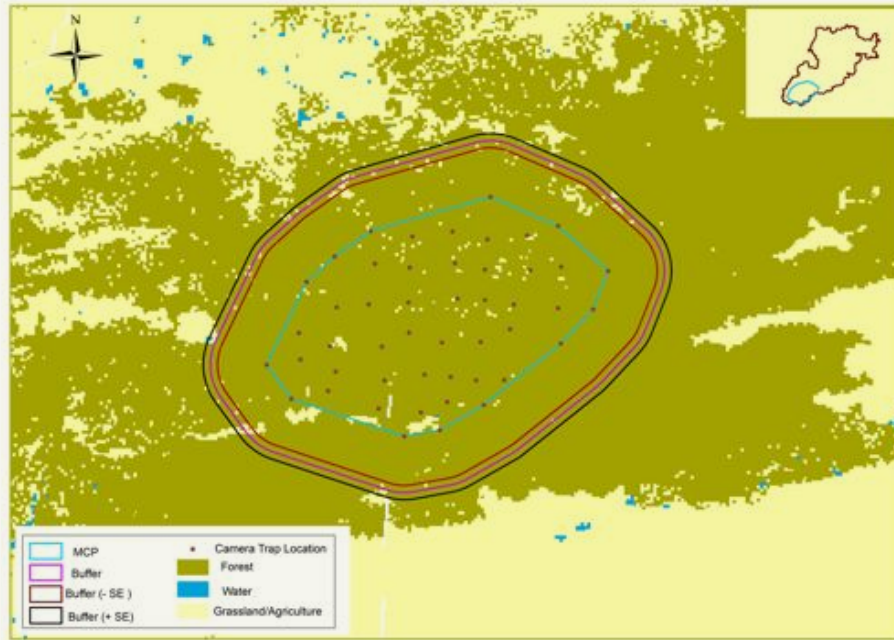 N
MCP
Buffer
Buffer (- SE )
Buffer (+ SE)
Camera Trap Location
Forest
Water
Grassland/Agriculture